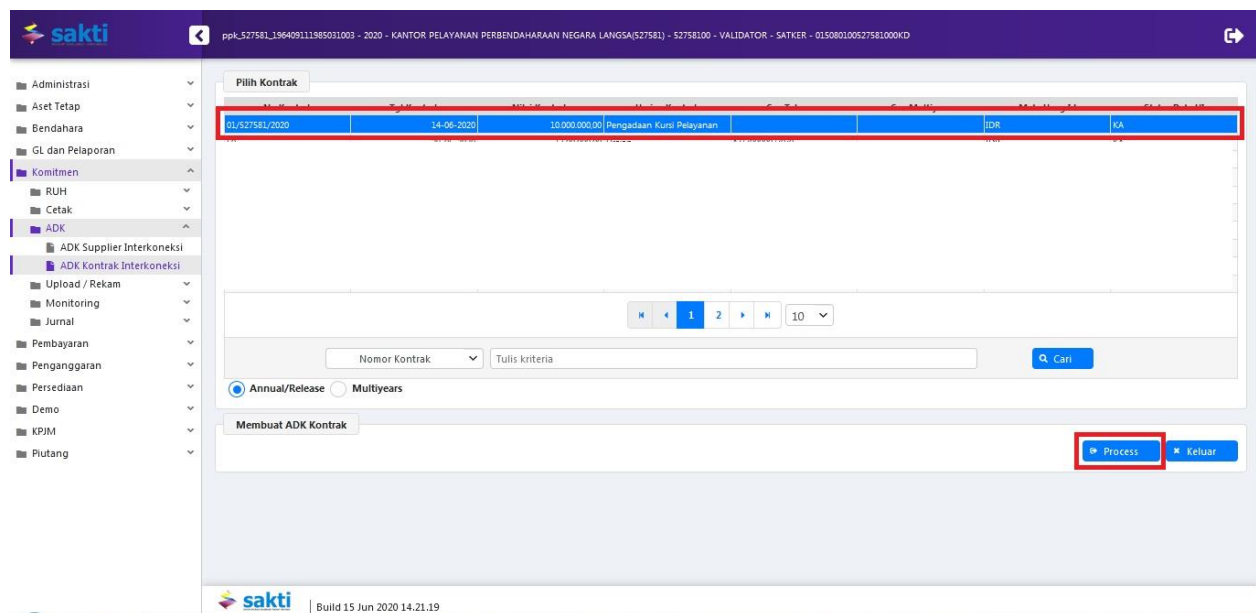 sakti
ppk_527581_196409111985031003 - 2020 - KANTOR PELAYANAN PERBENDAHARAAN NEGARA LANGSA(527581) - 52758100 - VALIDATOR - SATKER - 015080100527581000KD
Administrasi
Aset Tetap
Bendahara
GL dan Pelaporan
Komitmen
RUH
Cetak
ADK
ADK Supplier Interkoneksi
ADK Kontrak Interkoneksi
Upload / Rekam
Monitoring
Jurnal
Pembayaran
Penganggaran
Persediaan
Demo
KPJM
Piutang
Pilih Kontrak
01/527581/2020 14-06-2020 10.000.000,00 Pengadaan Kursi Pelayanan IDR KA
1 2 10
Nomor Kontrak Tulis kriteria Cari
Annual/Release Multiyears
Membuat ADK Kontrak
Process Keluar
sakti Build 15 Jun 2020 14.21.19